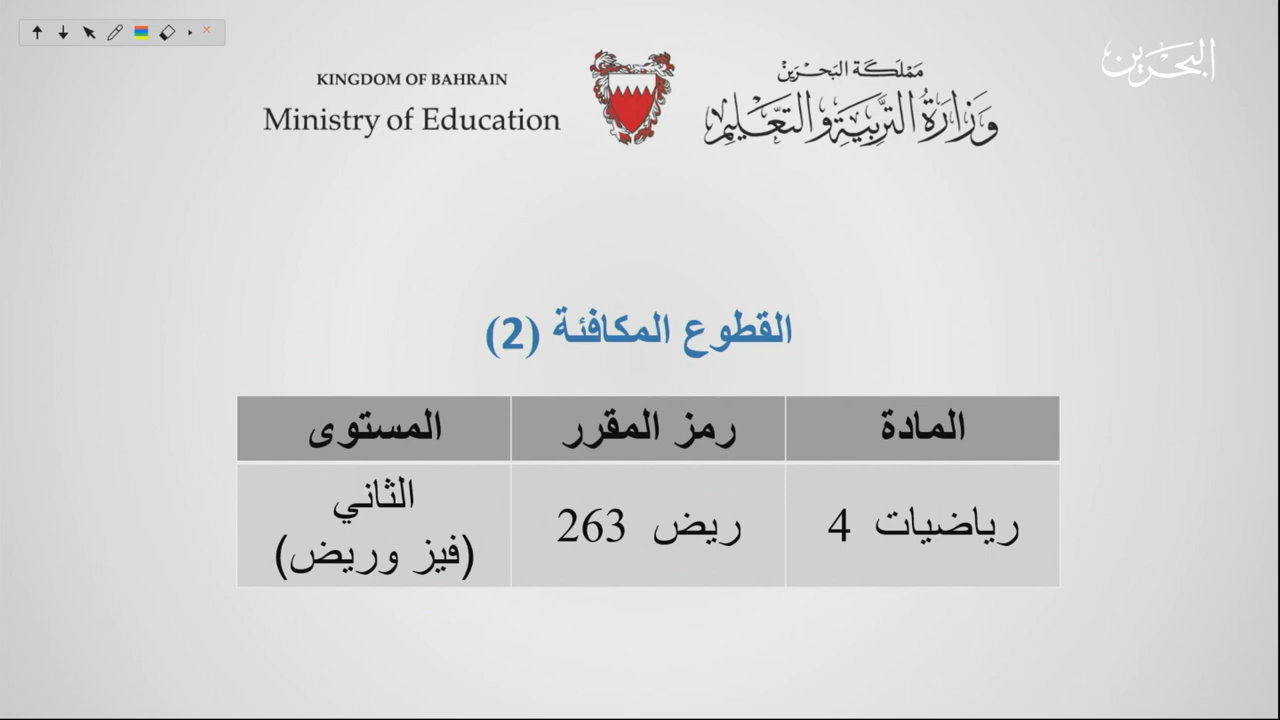 البحرين
KINGDOM OF BAHRAIN
Ministry of Education
مملكة البحرين
وزارة التربية والتعليم
القطوع المكافئة (2)
المادة رمز المقرر المستوى
رياضيات 4 ريض 263 الثاني
(فيز وريض)